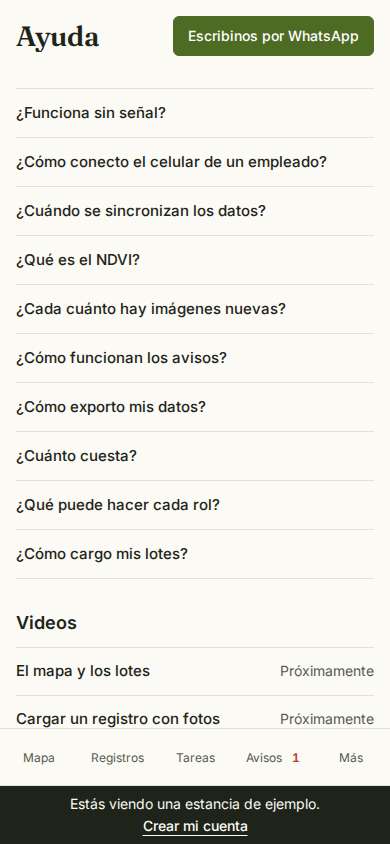 Ayuda
Escribinos por WhatsApp
¿Funciona sin señal?
¿Cómo conecto el celular de un empleado?
¿Cuándo se sincronizan los datos?
¿Qué es el NDVI?
¿Cada cuánto hay imágenes nuevas?
¿Cómo funcionan los avisos?
¿Cómo exporto mis datos?
¿Cuánto cuesta?
¿Qué puede hacer cada rol?
¿Cómo cargo mis lotes?
Videos
El mapa y los lotes Próximamente
Cargar un registro con fotos Próximamente
Mapa Registros Tareas Avisos 1 Más
Estás viendo una estancia de ejemplo.
Crear mi cuenta